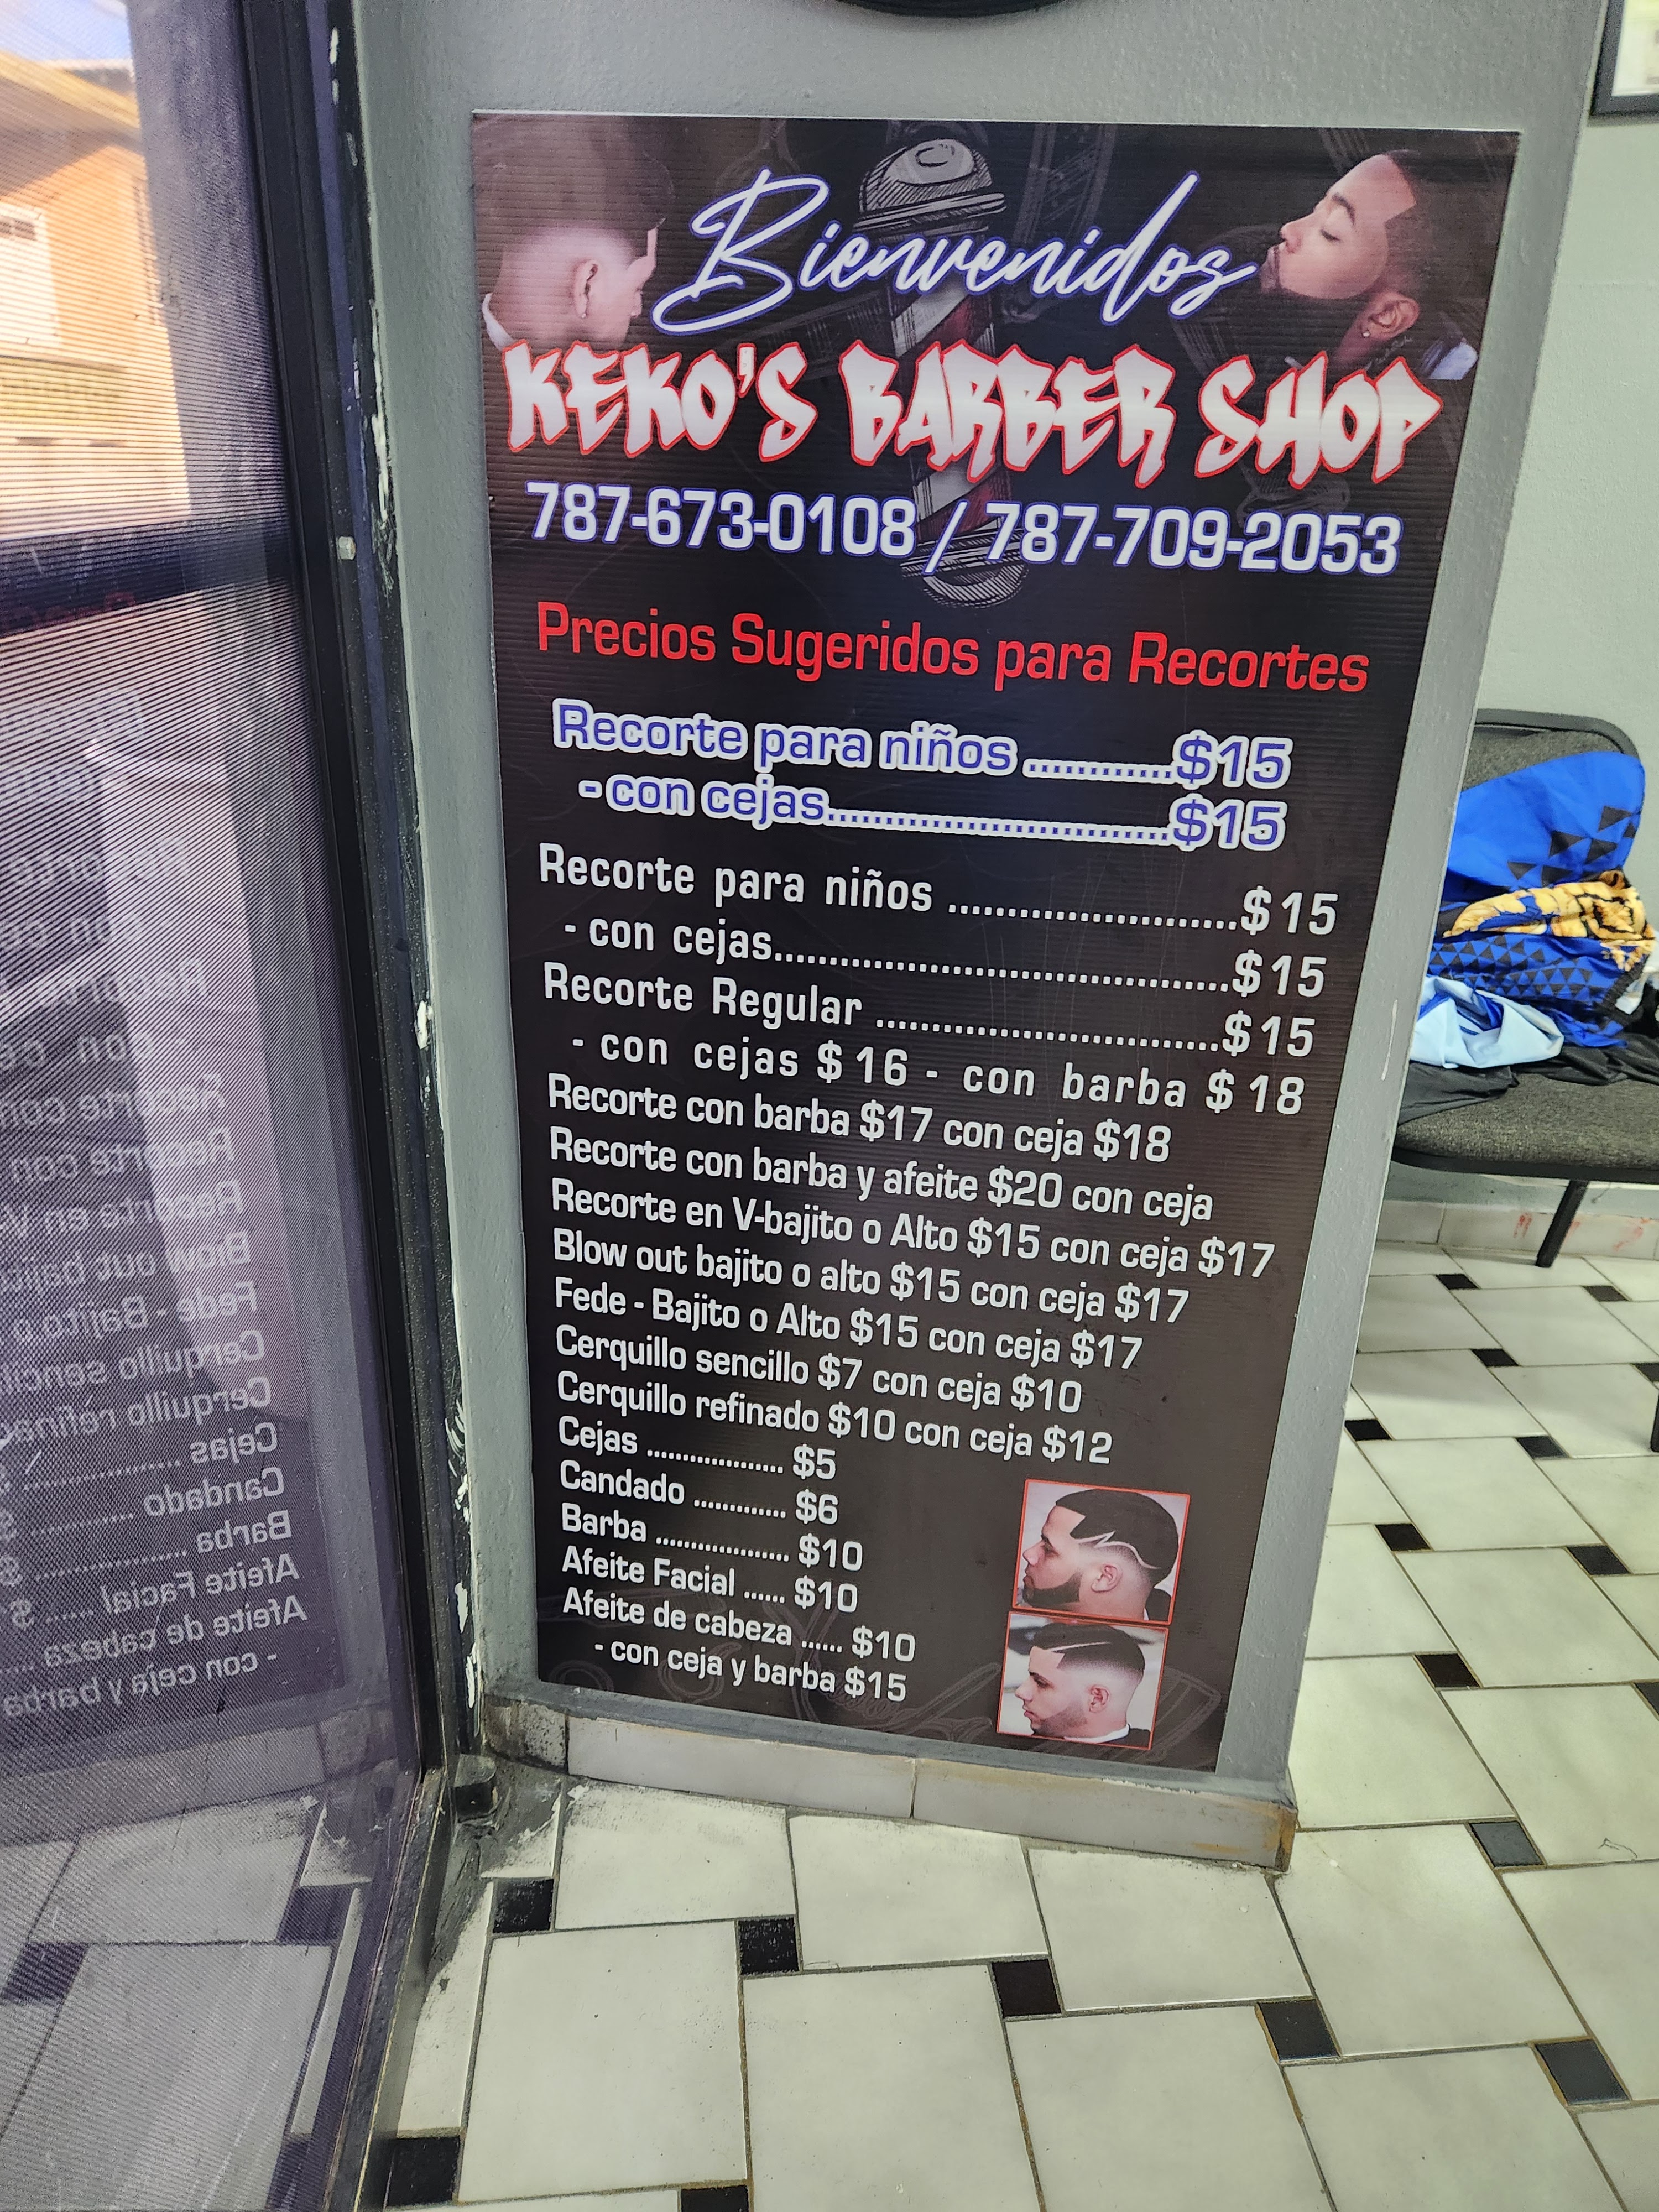 Bienvenidos
KEKO'S BARBER SHOP
787-673-0108 / 787-709-2053
Precios Sugeridos para Recortes
Recorte para niños ............$15
- con cejas..............................$15
Recorte para niños ..........................$15
- con cejas.........................................$15
Recorte Regular ...............................$15
- con cejas $16 - con barba $18
Recorte con barba $17 con ceja $18
Recorte con barba y afeite $20 con ceja
Recorte en V-bajito o Alto $15 con ceja $17
Blow out bajito o alto $15 con ceja $17
Fede - Bajito o Alto $15 con ceja $17
Cerquillo sencillo $7 con ceja $10
Cerquillo refinado $10 con ceja $12
Cejas ................... $5
Candado ............. $6
Barba ................... $10
Afeite Facial ...... $10
Afeite de cabeza ...... $10
- con ceja y barba $15